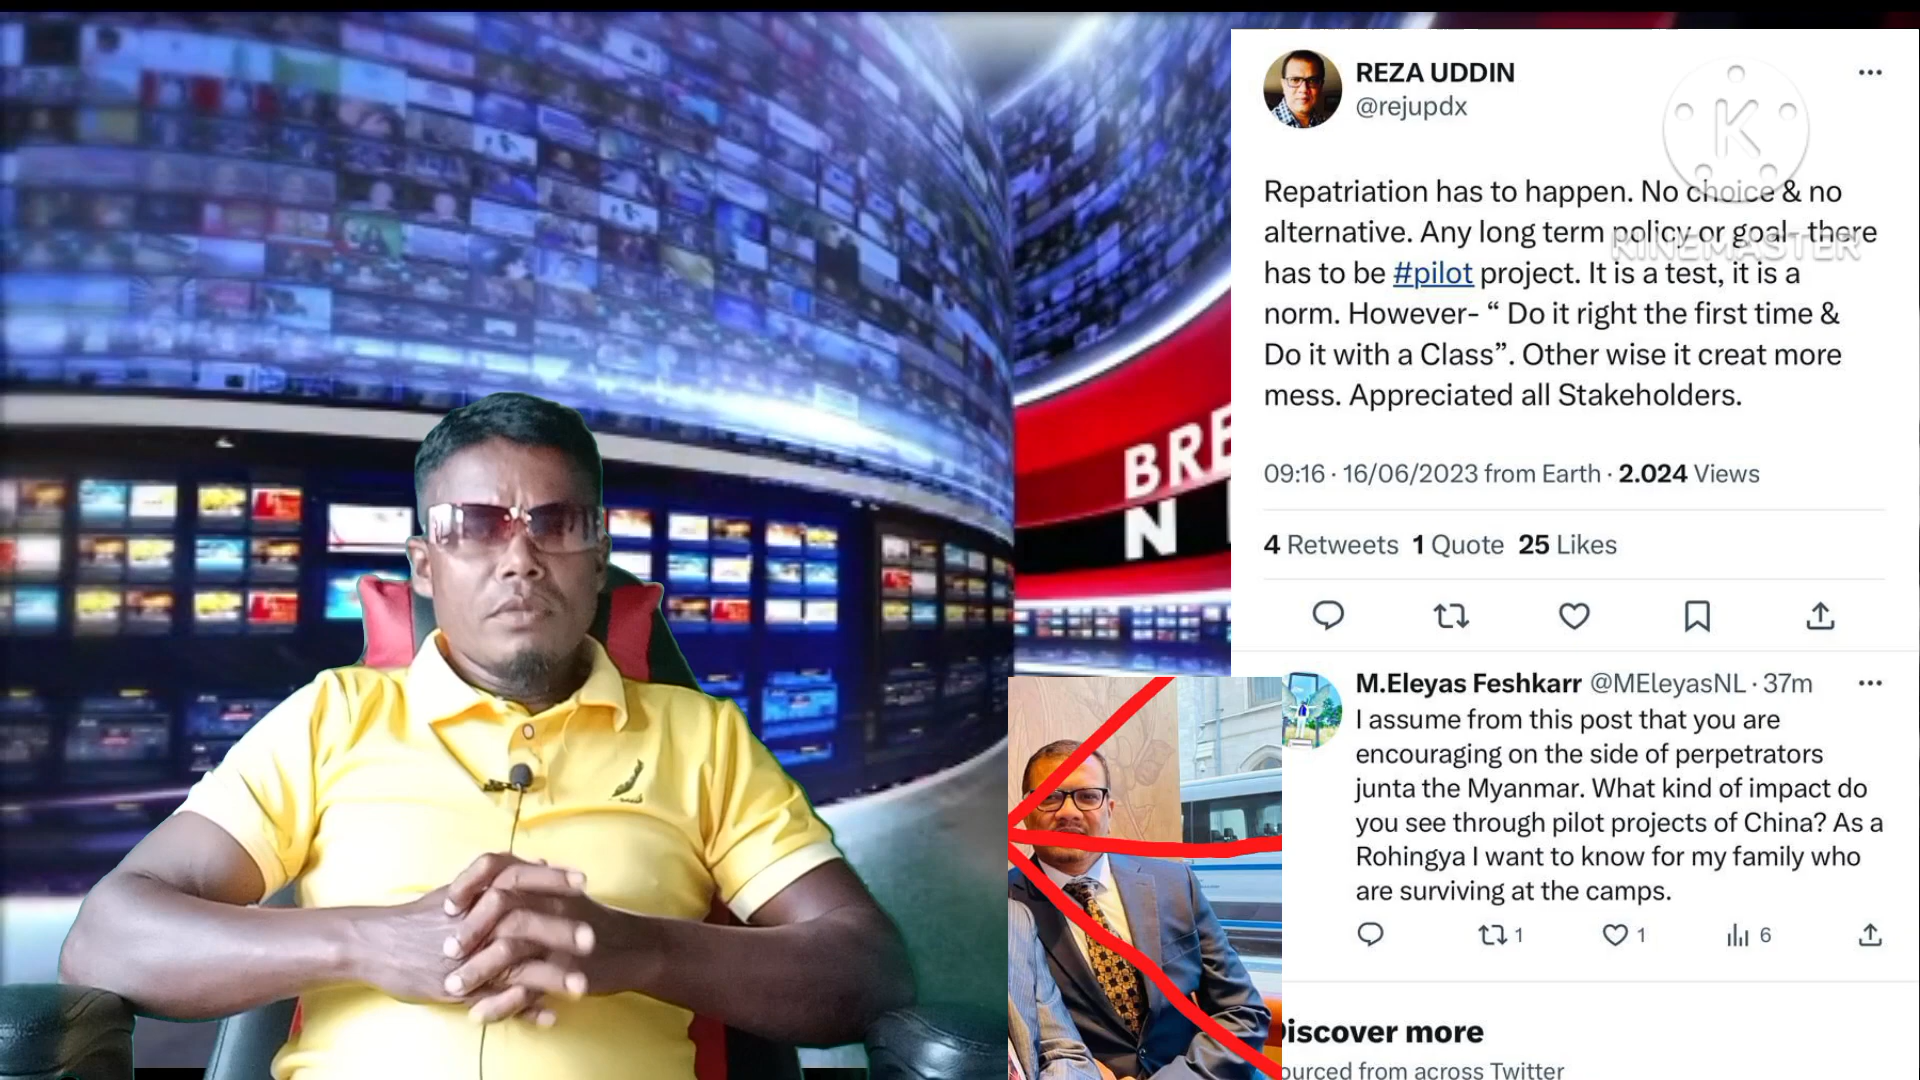 BRE
N
REZA UDDIN
@rejupdx
K
KINEMASTER
Repatriation has to happen. No choice & no
alternative. Any long term policy or goal- there
has to be #pilot project. It is a test, it is a
norm. However- “ Do it right the first time &
Do it with a Class”. Other wise it creat more
mess. Appreciated all Stakeholders.
09:16 · 16/06/2023 from Earth · 2.024 Views
4 Retweets 1 Quote 25 Likes
M.Eleyas Feshkarr @MEleyasNL · 37m
I assume from this post that you are
encouraging on the side of perpetrators
junta the Myanmar. What kind of impact do
you see through pilot projects of China? As a
Rohingya I want to know for my family who
are surviving at the camps.
1 1 6
Discover more
ourced from across Twitter